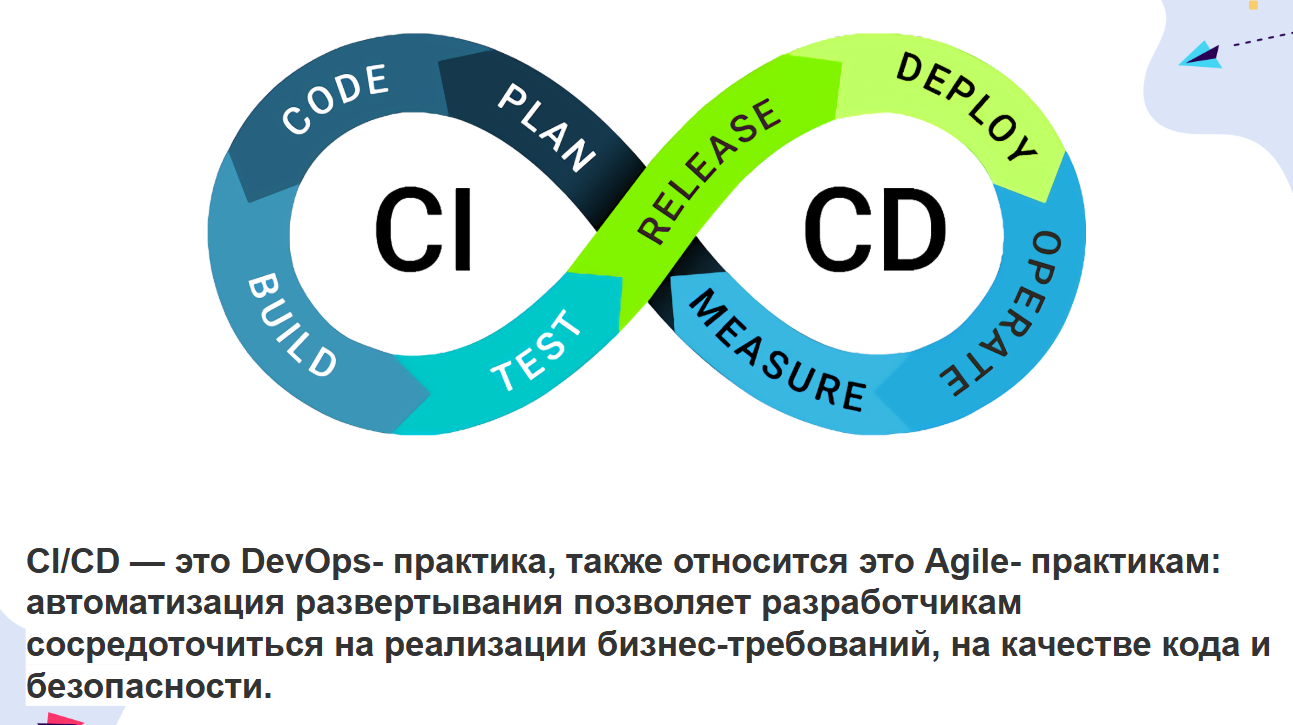 CODE
PLAN
RELEASE
DEPLOY
CI
CD
BUILD
TEST
MEASURE
OPERATE
CI/CD — это DevOps- практика, также относится это Agile- практикам:
автоматизация развертывания позволяет разработчикам
сосредоточиться на реализации бизнес-требований, на качестве кода и
безопасности.